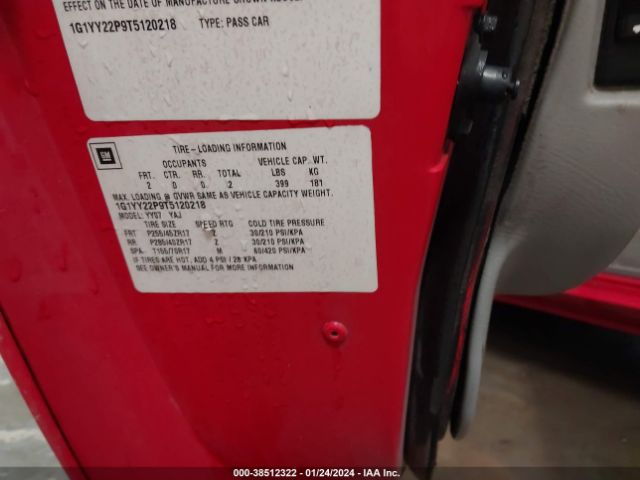 EFFECT ON THE DATE OF MANUFACTURE SHOWN
1G1YY22P9T5120218 TYPE: PASS CAR
GM
TIRE-LOADING INFORMATION
OCCUPANTS VEHICLE CAP. WT.
FRT. CTR. RR. TOTAL LBS KG
2 0 0 2 399 181
MAX. LOADING @ GVWR SAME AS VEHICLE CAPACITY WEIGHT.
1G1YY22P9T5120218
MODEL: YY07 YAJ
TIRE SIZE SPEED RTG COLD TIRE PRESSURE
FRT P255/45ZR17 Z 30/210 PSI/KPA
RR P285/40ZR17 Z 30/210 PSI/KPA
SPA T155/70R17 M 60/420 PSI/KPA
IF TIRES ARE HOT, ADD 4 PSI / 28 KPA
SEE OWNER'S MANUAL FOR MORE INFORMATION
000-38512322 | 01/24/2024 | IAA Inc.